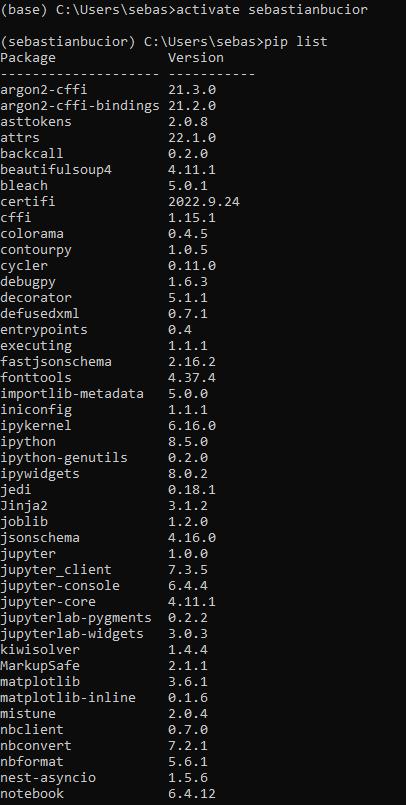 (base) C:\Users\sebas>activate sebastianbucior
(sebastianbucior) C:\Users\sebas>pip list
Package             Version
------------------- -----------
argon2-cffi         21.3.0
argon2-cffi-bindings 21.2.0
asttokens           2.0.8
attrs               22.1.0
backcall            0.2.0
beautifulsoup4      4.11.1
bleach              5.0.1
certifi             2022.9.24
cffi                1.15.1
colorama            0.4.5
contourpy           1.0.5
cycler              0.11.0
debugpy             1.6.3
decorator           5.1.1
defusedxml          0.7.1
entrypoints         0.4
executing           1.1.1
fastjsonschema      2.16.2
fonttools           4.37.4
importlib-metadata  5.0.0
iniconfig           1.1.1
ipykernel           6.16.0
ipython             8.5.0
ipython-genutils    0.2.0
ipywidgets          8.0.2
jedi                0.18.1
Jinja2              3.1.2
joblib              1.2.0
jsonschema          4.16.0
jupyter             1.0.0
jupyter_client      7.3.5
jupyter-console     6.4.4
jupyter-core        4.11.1
jupyterlab-pygments 0.2.2
jupyterlab-widgets  3.0.3
kiwisolver          1.4.4
MarkupSafe          2.1.1
matplotlib          3.6.1
matplotlib-inline   0.1.6
mistune             2.0.4
nbclient            0.7.0
nbconvert           7.2.1
nbformat            5.6.1
nest-asyncio        1.5.6
notebook            6.4.12